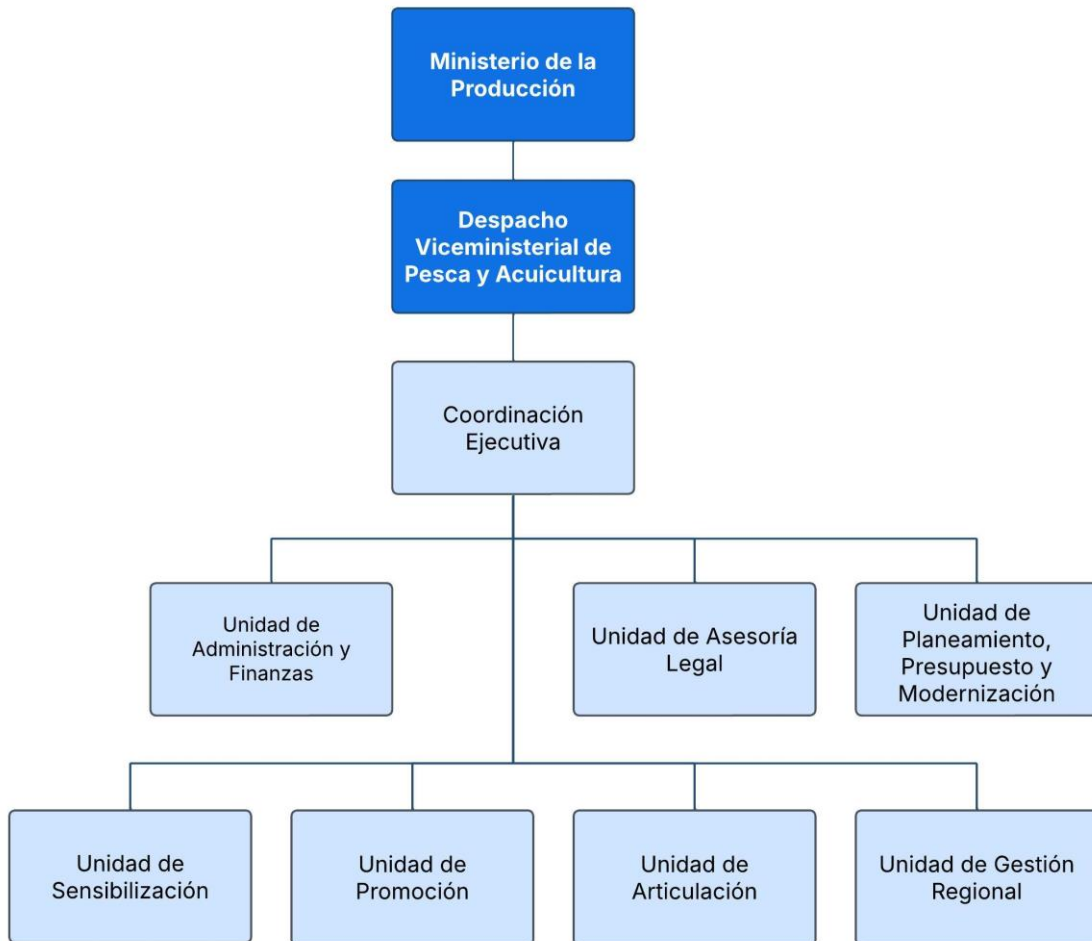 Ministerio de la
Producción
Despacho
Viceministerial de
Pesca y Acuicultura
Coordinación
Ejecutiva
Unidad de
Administración y
Finanzas
Unidad de Asesoría
Legal
Unidad de
Planeamiento,
Presupuesto y
Modernización
Unidad de
Sensibilización
Unidad de
Promoción
Unidad de
Articulación
Unidad de Gestión
Regional